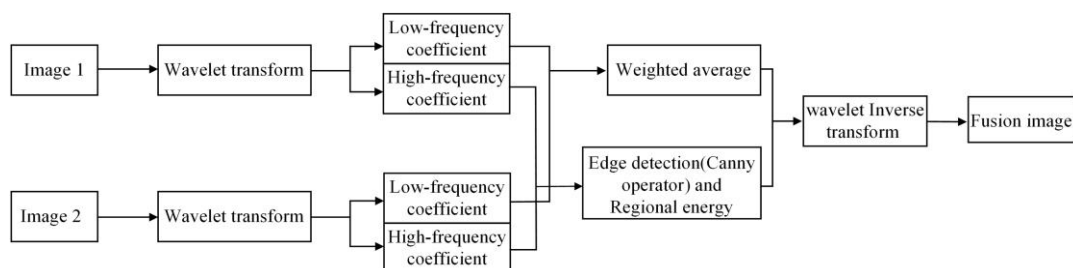 Image 1
Wavelet transform
Low-frequency
coefficient
High-frequency
coefficient
Weighted average
Image 2
Wavelet transform
Low-frequency
coefficient
High-frequency
coefficient
Edge detection(Canny
operator) and
Regional energy
wavelet Inverse
transform
Fusion image